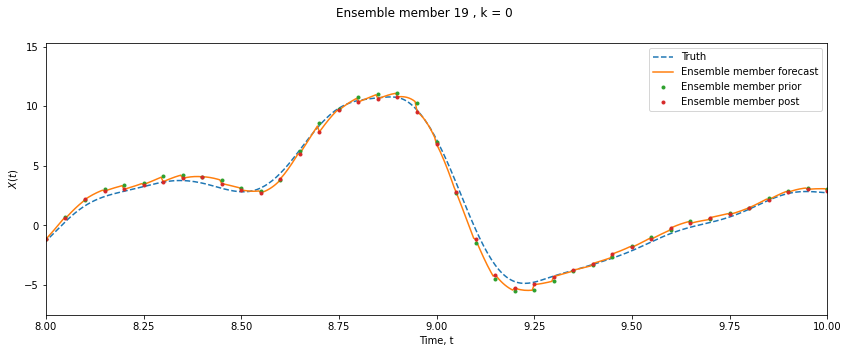 Ensemble member 19 , k = 0
Truth
Ensemble member forecast
Ensemble member prior
Ensemble member post
X(t)
15
10
5
0
−5
8.00 8.25 8.50 8.75 9.00 9.25 9.50 9.75 10.00
Time, t